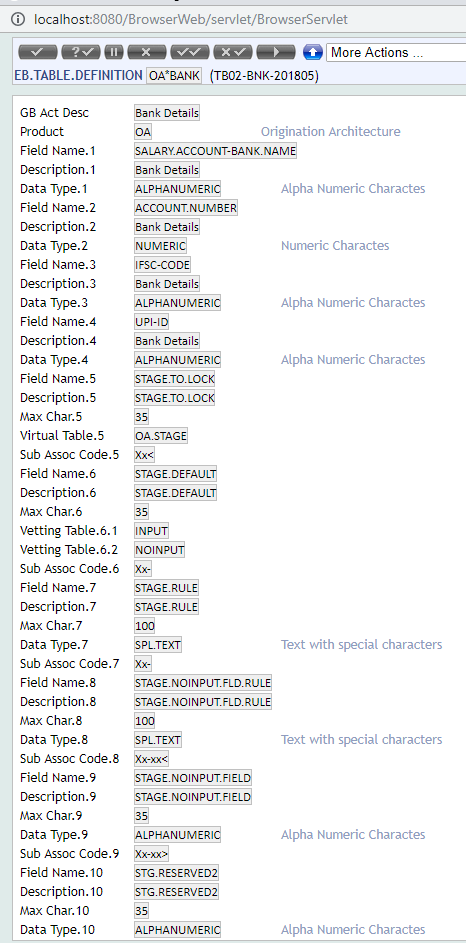 localhost:8080/BrowserWeb/servlet/BrowserServlet
More Actions ...
EB.TABLE.DEFINITION OA*BANK (TB02-BNK-201805)
GB Act Desc Bank Details
Product OA Origination Architecture
Field Name.1 SALARY.ACCOUNT-BANK.NAME
Description.1 Bank Details
Data Type.1 ALPHANUMERIC Alpha Numeric Charactes
Field Name.2 ACCOUNT.NUMBER
Description.2 Bank Details
Data Type.2 NUMERIC Numeric Charactes
Field Name.3 IFSC-CODE
Description.3 Bank Details
Data Type.3 ALPHANUMERIC Alpha Numeric Charactes
Field Name.4 UPI-ID
Description.4 Bank Details
Data Type.4 ALPHANUMERIC Alpha Numeric Charactes
Field Name.5 STAGE.TO.LOCK
Description.5 STAGE.TO.LOCK
Max Char.5 35
Virtual Table.5 OA.STAGE
Sub Assoc Code.5 Xx<
Field Name.6 STAGE.DEFAULT
Description.6 STAGE.DEFAULT
Max Char.6 35
Vetting Table.6.1 INPUT
Vetting Table.6.2 NOINPUT
Sub Assoc Code.6 Xx-
Field Name.7 STAGE.RULE
Description.7 STAGE.RULE
Max Char.7 100
Data Type.7 SPL.TEXT Text with special characters
Sub Assoc Code.7 Xx-
Field Name.8 STAGE.NOINPUT.FLD.RULE
Description.8 STAGE.NOINPUT.FLD.RULE
Max Char.8 100
Data Type.8 SPL.TEXT Text with special characters
Sub Assoc Code.8 Xx-xx<
Field Name.9 STAGE.NOINPUT.FIELD
Description.9 STAGE.NOINPUT.FIELD
Max Char.9 35
Data Type.9 ALPHANUMERIC Alpha Numeric Charactes
Sub Assoc Code.9 Xx-xx>
Field Name.10 STG.RESERVED2
Description.10 STG.RESERVED2
Max Char.10 35
Data Type.10 ALPHANUMERIC Alpha Numeric Charactes